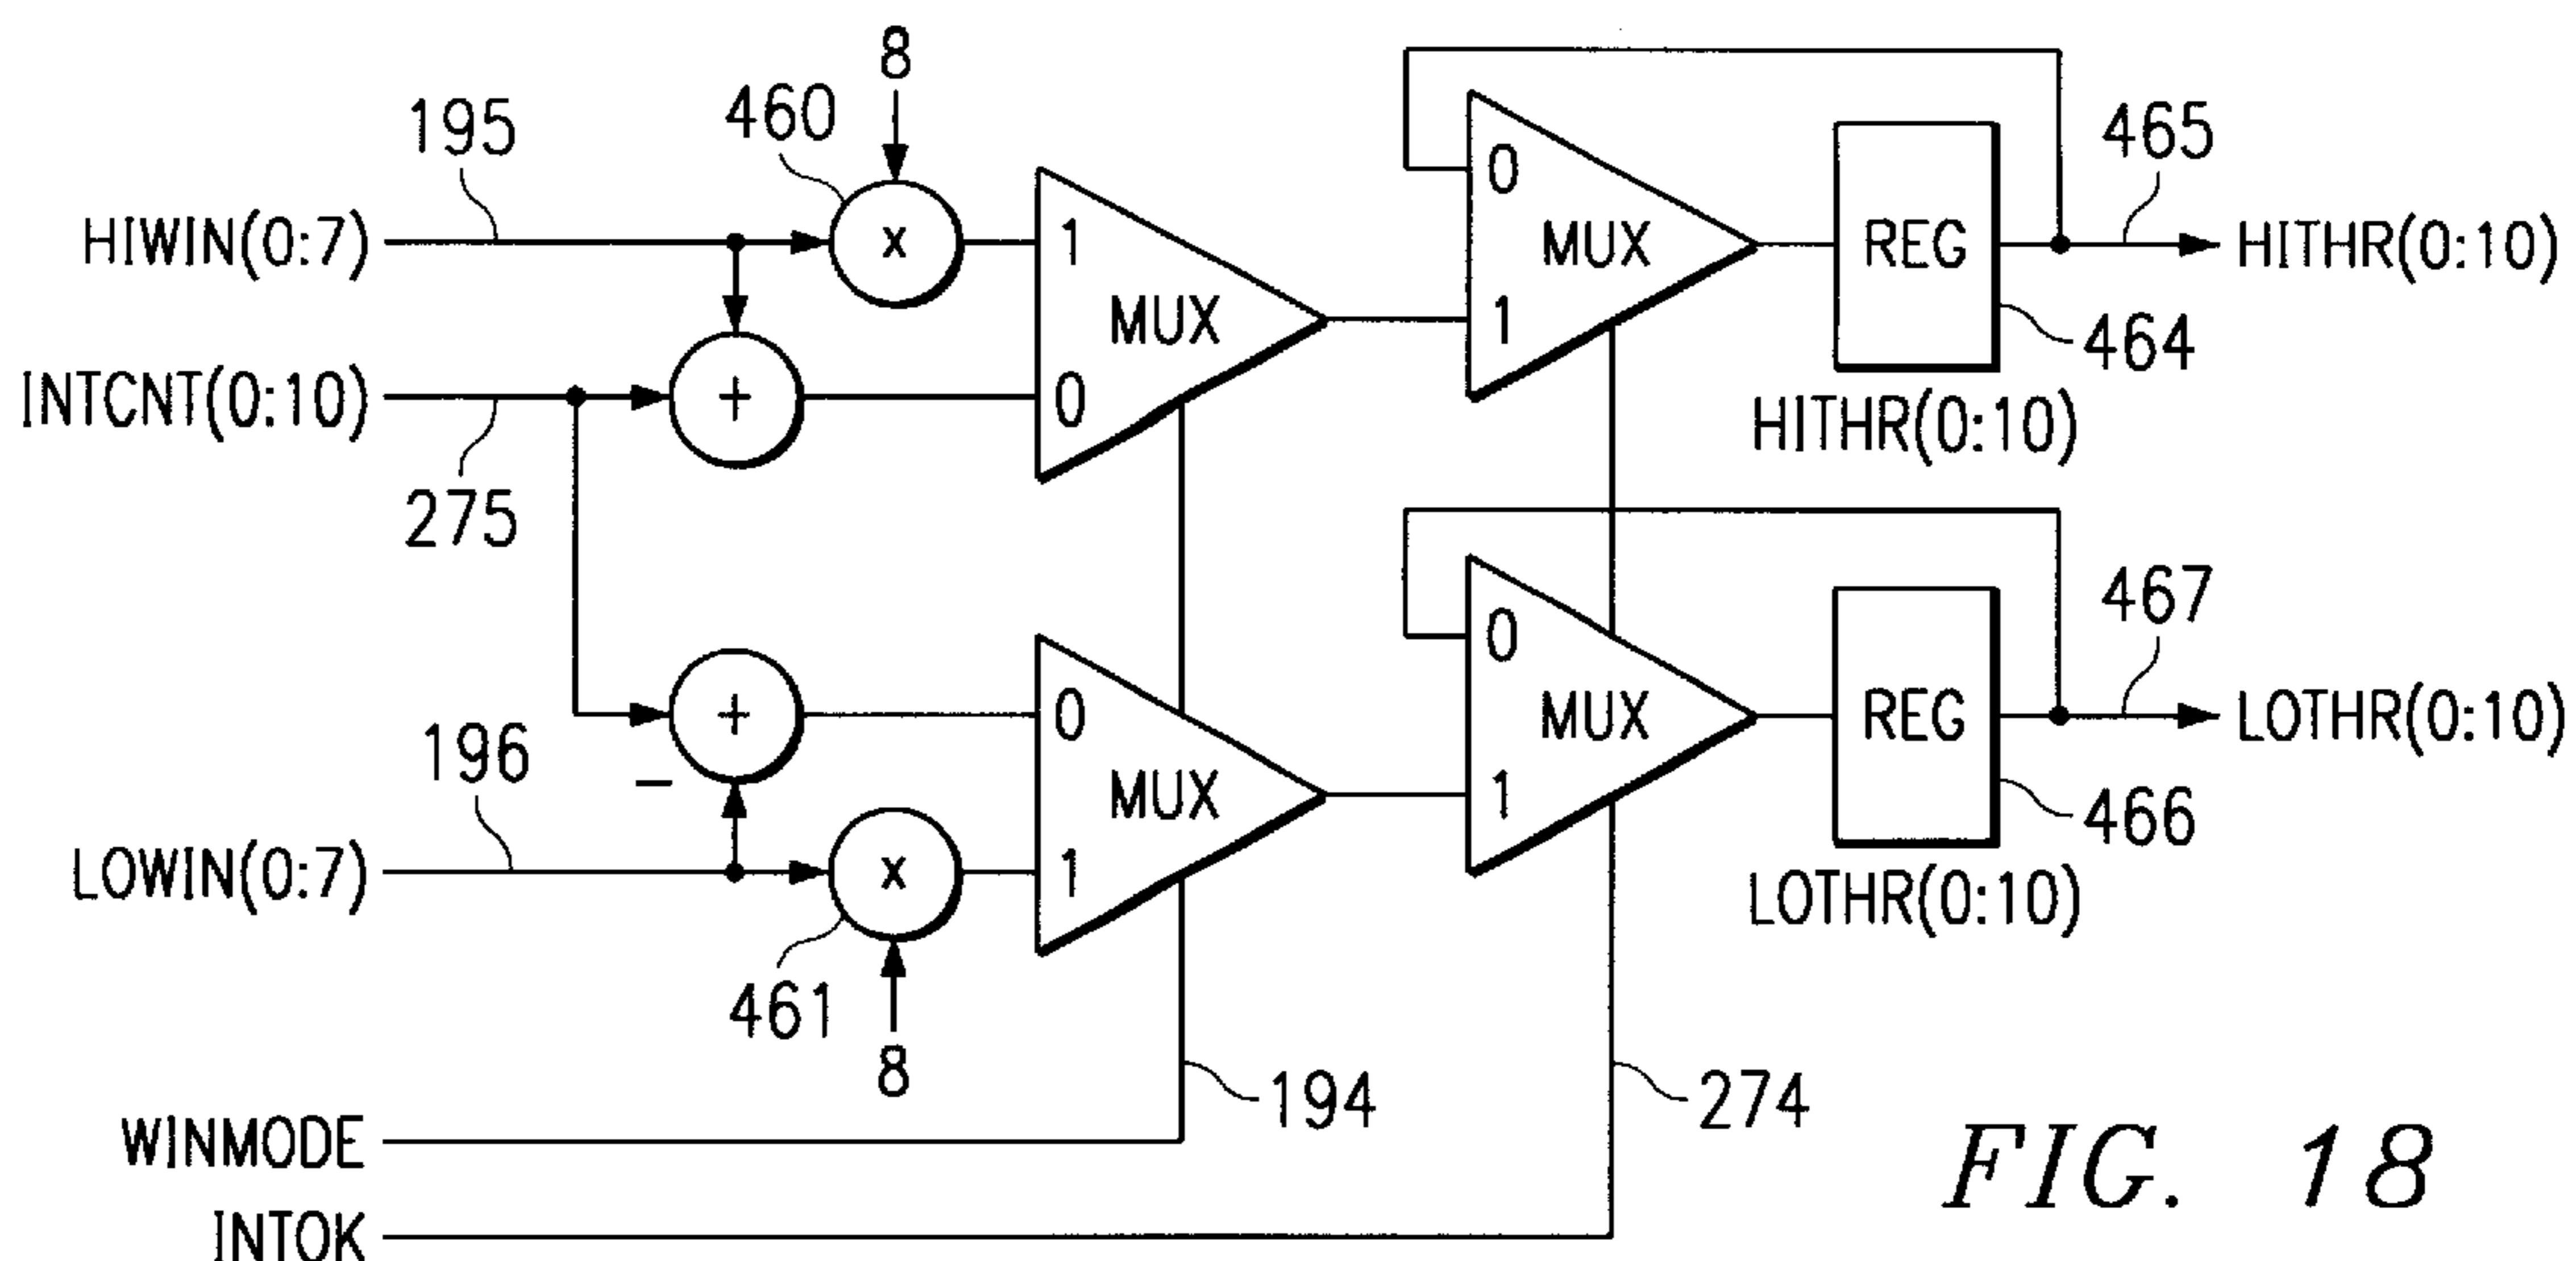 8
460
195
HIWIN(0:7)
x
1
MUX
0
0
MUX
1
REG
465
HITHR(0:10)
464
HITHR(0:10)
INTCNT(0:10)
+
275
+
−
0
MUX
1
196
LOWIN(0:7)
x
461
8
0
MUX
1
REG
467
LOTHR(0:10)
466
LOTHR(0:10)
194
274
WINMODE
INTOK
FIG. 18